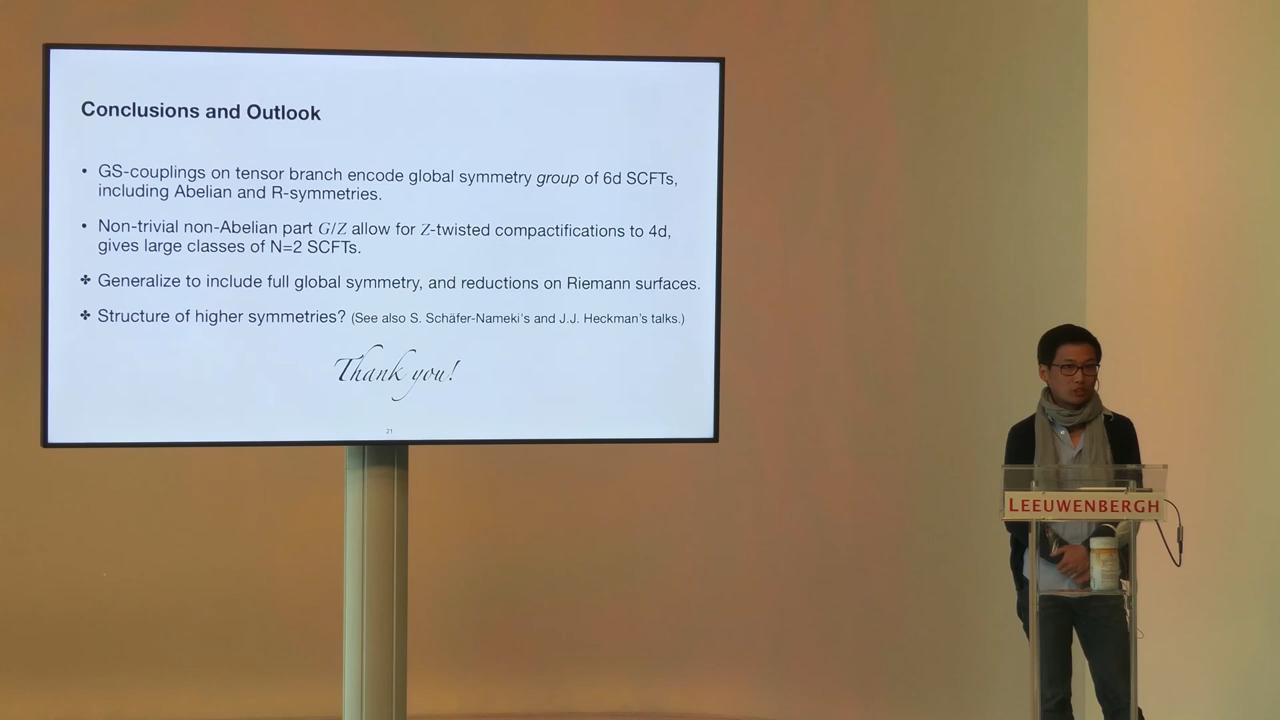 Conclusions and Outlook
• GS-couplings on tensor branch encode global symmetry group of 6d SCFTs,
including Abelian and R-symmetries.
• Non-trivial non-Abelian part G/Z allow for Z-twisted compactifications to 4d,
gives large classes of N=2 SCFTs.
✤ Generalize to include full global symmetry, and reductions on Riemann surfaces.
✤ Structure of higher symmetries? (See also S. Schäfer-Nameki's and J.J. Heckman's talks.)
Thank you!
21
LEEUWENBERGH